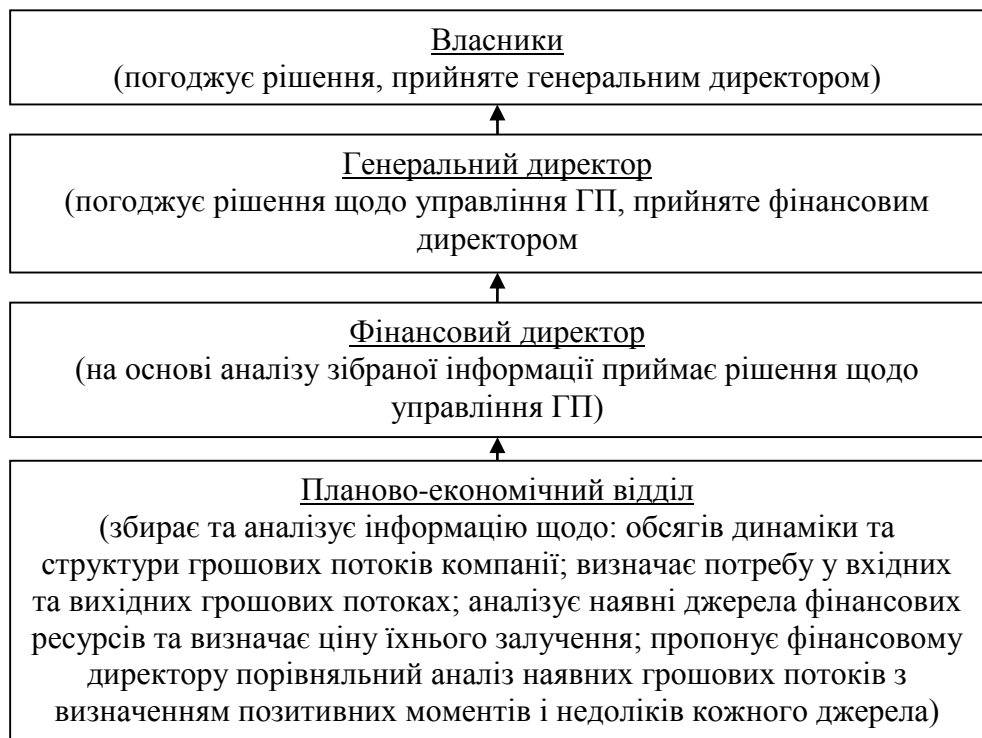 Власники
(погоджує рішення, прийняте генеральним директором)
Генеральний директор
(погоджує рішення щодо управління ГП, прийняте фінансовим
директором
Фінансовий директор
(на основі аналізу зібраної інформації приймає рішення щодо
управління ГП)
Планово-економічний відділ
(збирає та аналізує інформацію щодо: обсягів динаміки та
структури грошових потоків компанії; визначає потребу у вхідних
та вихідних грошових потоках; аналізує наявні джерела фінансових
ресурсів та визначає ціну їхнього залучення; пропонує фінансовому
директору порівняльний аналіз наявних грошових потоків з
визначенням позитивних моментів і недоліків кожного джерела)